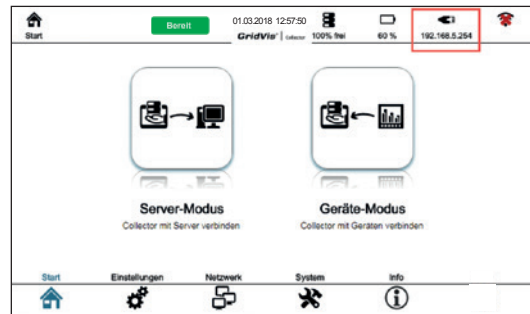 Start
Bereit
01.03.2018 12:57:50
GridVis® | Collector
100% frei
60 %
192.168.5.254
Server-Modus
Collector mit Server verbinden
Geräte-Modus
Collector mit Geräten verbinden
Start
Einstellungen
Netzwerk
System
Info